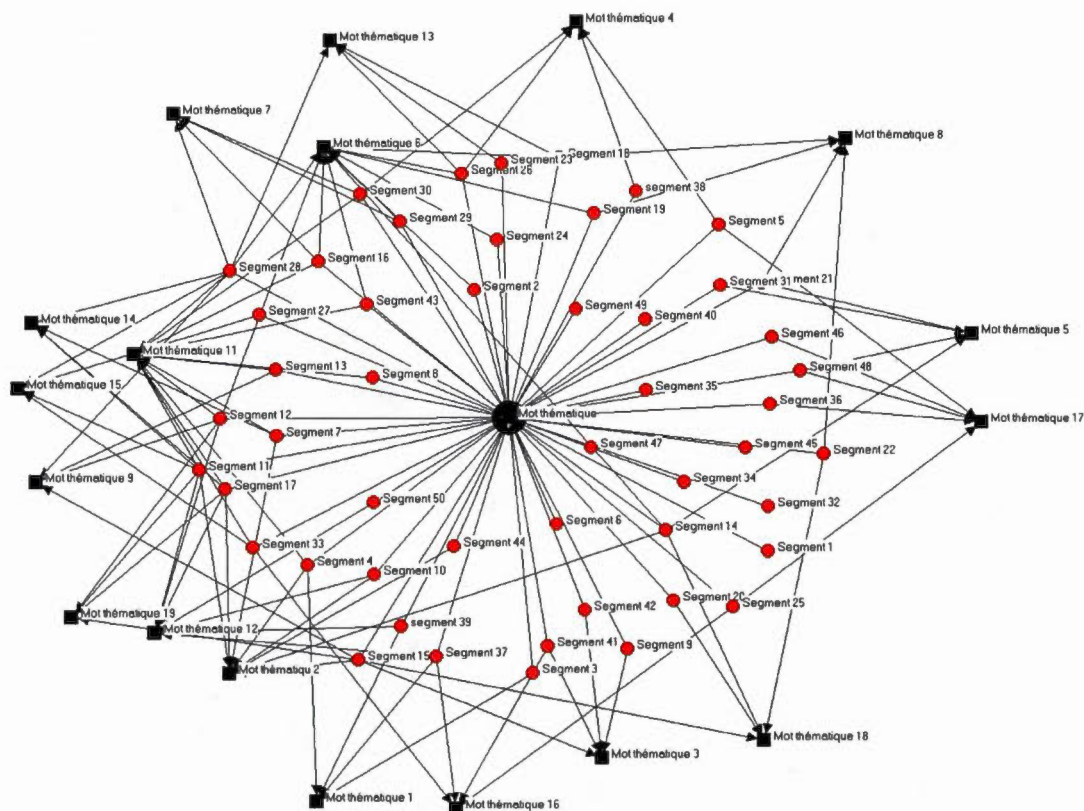 Mot thématique 4
Mot thématique 13
Mot thématique 7
Mot thématique 8
Mot thématique 6
Segment 18
Segment 23
Segment 26
Segment 30
segment 38
Segment 19
Segment 29
Segment 5
Segment 24
Segment 16
Segment 28
Segment 2
Segment 31
ment 21
Segment 43
Segment 49
Segment 27
Segment 40
Mot thématique 14
Segment 46
Mot thématique 5
Mot thématique 11
Segment 13
Segment 8
Segment 48
Mot thématique 15
Segment 35
Segment 36
Segment 12
Mot thématique
Mot thématique 17
Segment 7
Segment 47
Segment 45
Segment 22
Segment 11
Mot thématique 9
Segment 17
Segment 34
Segment 50
Segment 32
Segment 6
Segment 14
Segment 33
Segment 44
Segment 1
Segment 4
Segment 10
Segment 20
Segment 25
Segment 42
Mot thématique 19
Mot thématique 12
segment 39
Segment 41
Segment 9
Segment 15
Segment 37
Mot thématiqu 2
Segment 3
Mot thématique 18
Mot thématique 3
Mot thématique 1
Mot thématique 16